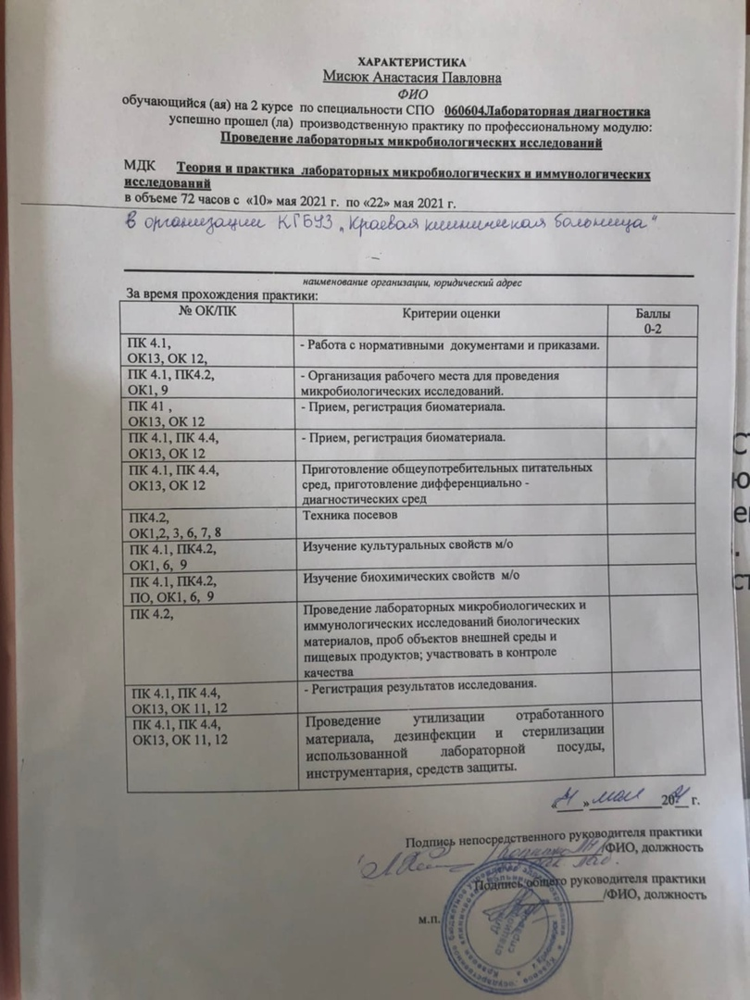 ХАРАКТЕРИСТИКА
Мисюк Анастасия Павловна
ФИО
обучающийся (ая) на 2 курсе по специальности СПО 060604Лабораторная диагностика
успешно прошел (ла) производственную практику по профессиональному модулю:
Проведение лабораторных микробиологических исследований
МДК Теория и практика лабораторных микробиологических и иммунологических
исследований
в объеме 72 часов с «10» мая 2021 г. по «22» мая 2021 г.
в организации КГБУЗ „Краевая клиническая больница"
наименование организации, юридический адрес
За время прохождения практики:
№ ОК/ПК Критерии оценки Баллы
0-2
ПК 4.1, - Работа с нормативными документами и приказами.
ОК13, ОК 12,
ПК 4.1, ПК4.2, - Организация рабочего места для проведения
ОК1, 9 микробиологических исследований.
ПК 41 , - Прием, регистрация биоматериала.
ОК13, ОК 12
ПК 4.1, ПК 4.4, - Прием, регистрация биоматериала.
ОК13, ОК 12
ПК 4.1, ПК 4.4, Приготовление общеупотребительных питательных
ОК13, ОК 12 сред, приготовление дифференциально -
диагностических сред
ПК4.2, Техника посевов
ОК1,2, 3, 6, 7, 8
ПК 4.1, ПК4.2, Изучение культуральных свойств м/о
ОК1, 6, 9
ПК 4.1, ПК4.2, Изучение биохимических свойств м/о
ПО, ОК1, 6, 9
ПК 4.2, Проведение лабораторных микробиологических и
иммунологических исследований биологических
материалов, проб объектов внешней среды и
пищевых продуктов; участвовать в контроле
качества
ПК 4.1, ПК 4.4, - Регистрация результатов исследования.
ОК13, ОК 11, 12
ПК 4.1, ПК 4.4, Проведение утилизации отработанного
ОК13, ОК 11, 12 материала, дезинфекции и стерилизации
использованной лабораторной посуды,
инструментария, средств защиты.
«21» мая 2021 г.
Подпись непосредственного руководителя практики
/ФИО, должность
Подпись общего руководителя практики
/ФИО, должность
м.п.